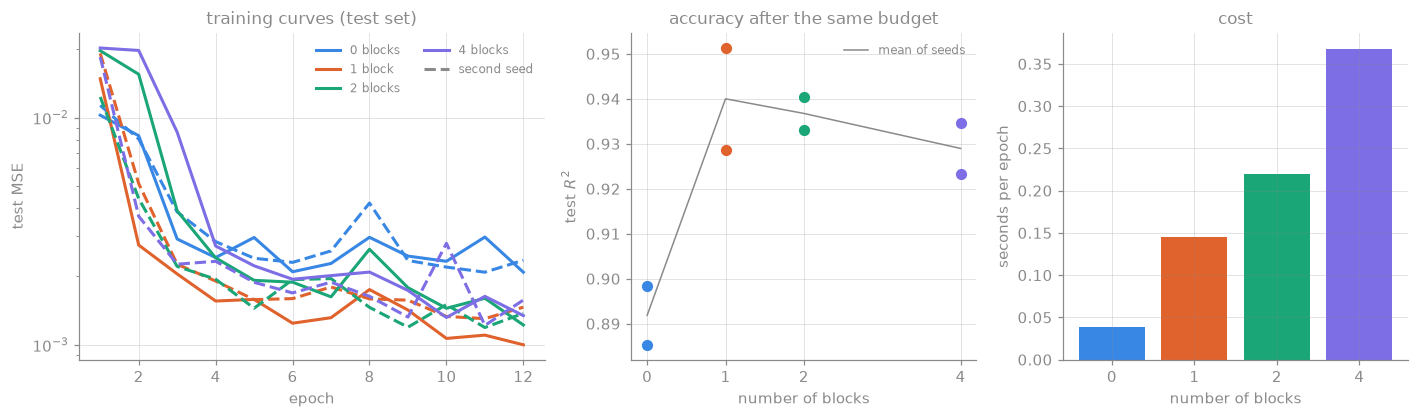 training curves (test set)
0 blocks
1 block
2 blocks
4 blocks
second seed
10⁻²
10⁻³
test MSE
2
4
6
8
10
12
epoch
accuracy after the same budget
mean of seeds
0.95
0.94
0.93
0.92
0.91
0.90
0.89
test R²
0
1
2
4
number of blocks
cost
0.35
0.30
0.25
0.20
0.15
0.10
0.05
0.00
seconds per epoch
0
1
2
4
number of blocks